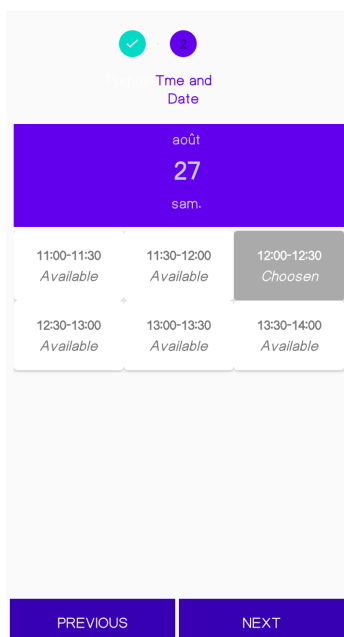 2
Tme and
Date
août
27
sam.
11:00-11:30 11:30-12:00 12:00-12:30
Available Available Choosen
12:30-13:00 13:00-13:30 13:30-14:00
Available Available Available
PREVIOUS NEXT